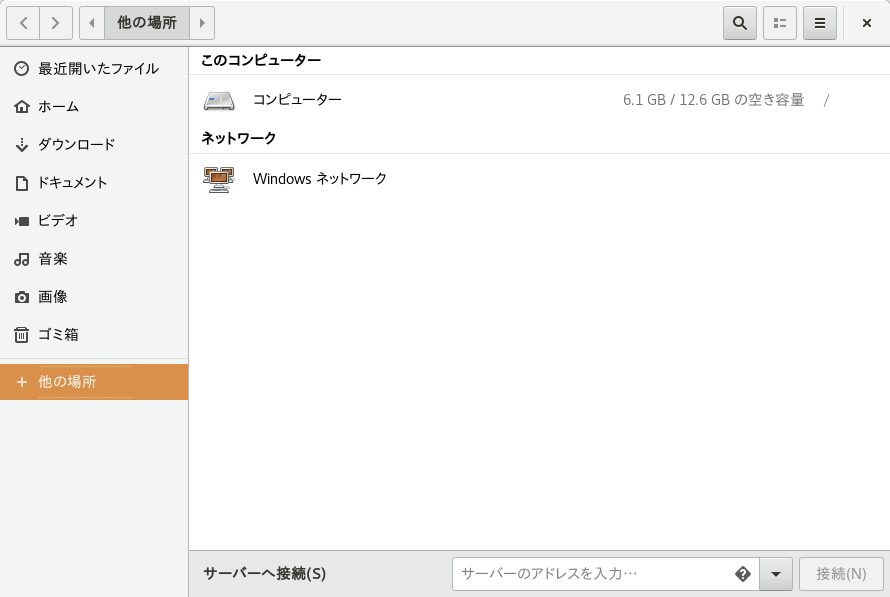 他の場所
最近開いたファイル
ホーム
ダウンロード
ドキュメント
ビデオ
音楽
画像
ゴミ箱
他の場所
このコンピューター
コンピューター 6.1 GB / 12.6 GB の空き容量 /
ネットワーク
Windows ネットワーク
サーバーへ接続(S) サーバーのアドレスを入力… 接続(N)